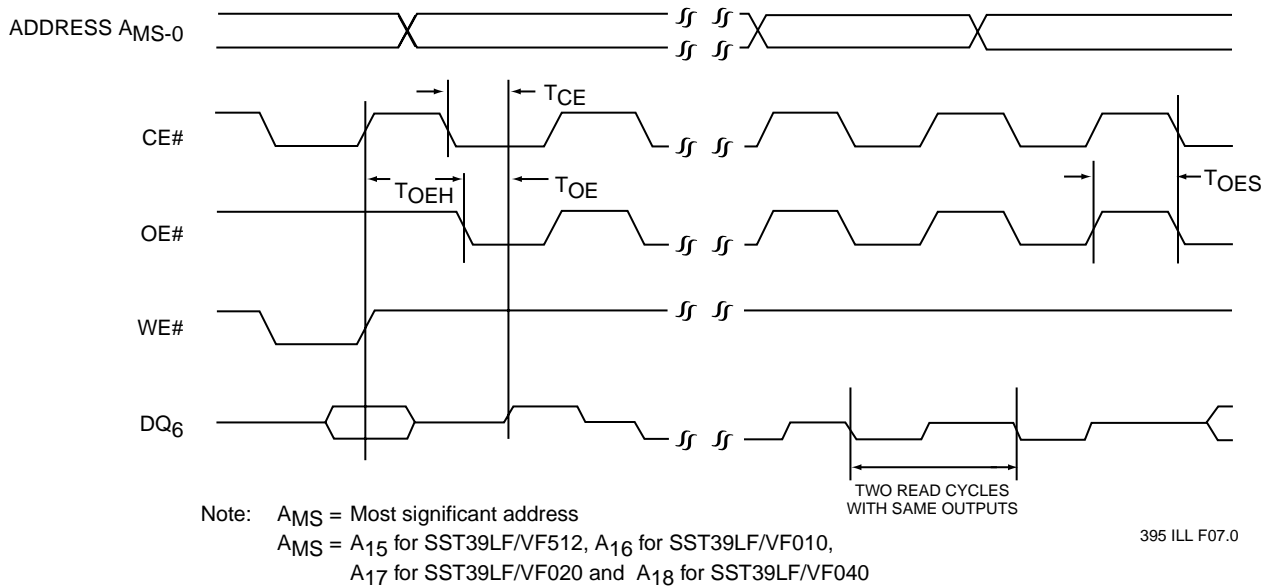 ADDRESS AMS-0
TCE
CE#
TOEH
TOE
TOES
OE#
WE#
DQ6
TWO READ CYCLES
WITH SAME OUTPUTS
Note: AMS = Most significant address
AMS = A15 for SST39LF/VF512, A16 for SST39LF/VF010,
A17 for SST39LF/VF020 and A18 for SST39LF/VF040
395 ILL F07.0